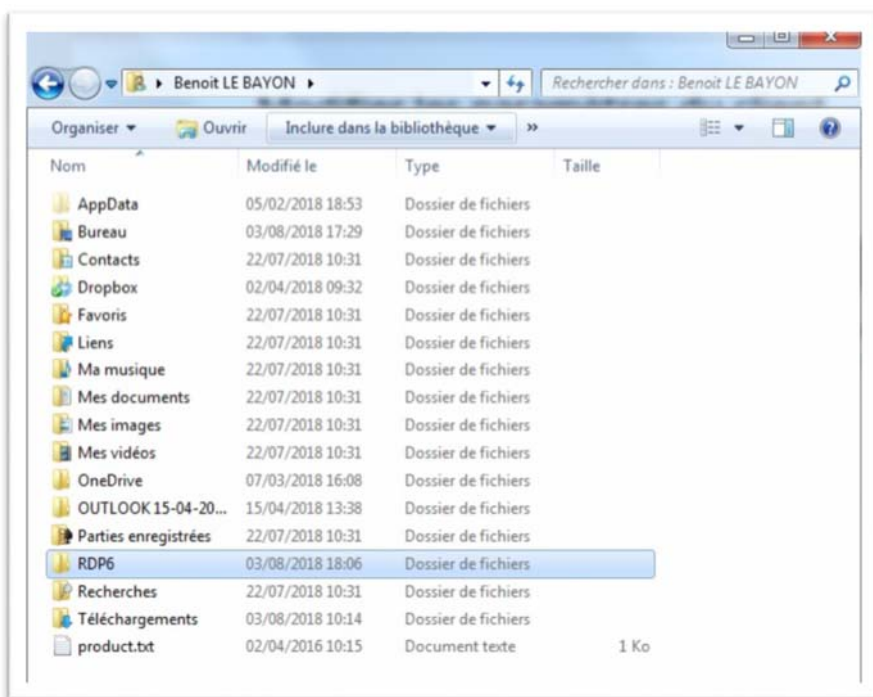 Benoit LE BAYON
Rechercher dans : Benoit LE BAYON
Organiser Ouvrir Inclure dans la bibliothèque »
Nom Modifié le Type Taille
AppData 05/02/2018 18:53 Dossier de fichiers
Bureau 03/08/2018 17:29 Dossier de fichiers
Contacts 22/07/2018 10:31 Dossier de fichiers
Dropbox 02/04/2018 09:32 Dossier de fichiers
Favoris 22/07/2018 10:31 Dossier de fichiers
Liens 22/07/2018 10:31 Dossier de fichiers
Ma musique 22/07/2018 10:31 Dossier de fichiers
Mes documents 22/07/2018 10:31 Dossier de fichiers
Mes images 22/07/2018 10:31 Dossier de fichiers
Mes vidéos 22/07/2018 10:31 Dossier de fichiers
OneDrive 07/03/2018 16:08 Dossier de fichiers
OUTLOOK 15-04-20... 15/04/2018 13:38 Dossier de fichiers
Parties enregistrées 22/07/2018 10:31 Dossier de fichiers
RDP6 03/08/2018 18:06 Dossier de fichiers
Recherches 22/07/2018 10:31 Dossier de fichiers
Téléchargements 03/08/2018 10:14 Dossier de fichiers
product.txt 02/04/2016 10:15 Document texte 1 Ko